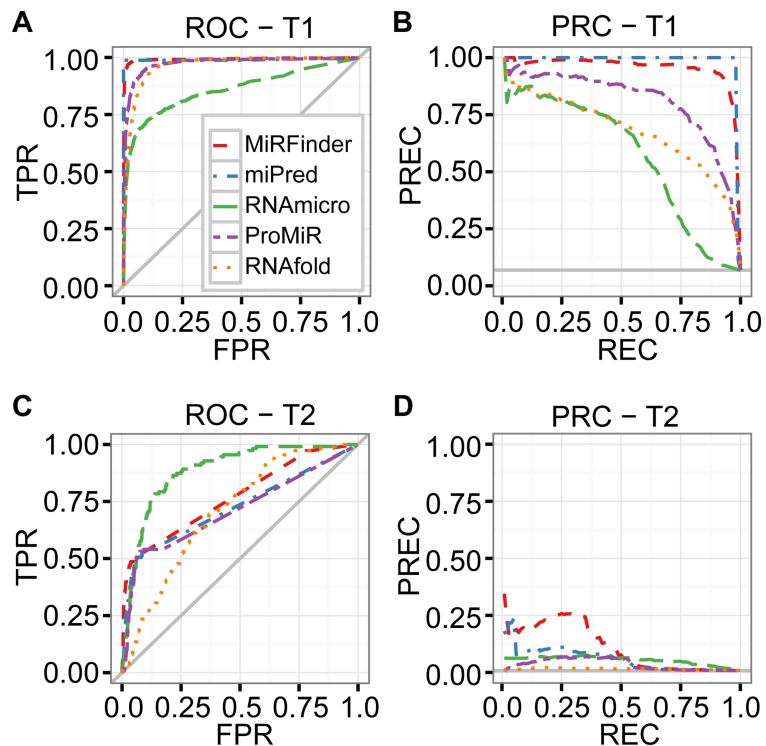 A
ROC − T1
TPR
1.00
0.75
0.50
0.25
0.00
MiRFinder
miPred
RNAmicro
ProMiR
RNAfold
0.0 0.25 0.5 0.75 1.0
FPR
B
PRC − T1
PREC
1.00
0.75
0.50
0.25
0.00
0.0 0.25 0.5 0.75 1.0
REC
C
ROC − T2
TPR
1.00
0.75
0.50
0.25
0.00
0.0 0.25 0.5 0.75 1.0
FPR
D
PRC − T2
PREC
1.00
0.75
0.50
0.25
0.00
0.0 0.25 0.5 0.75 1.0
REC